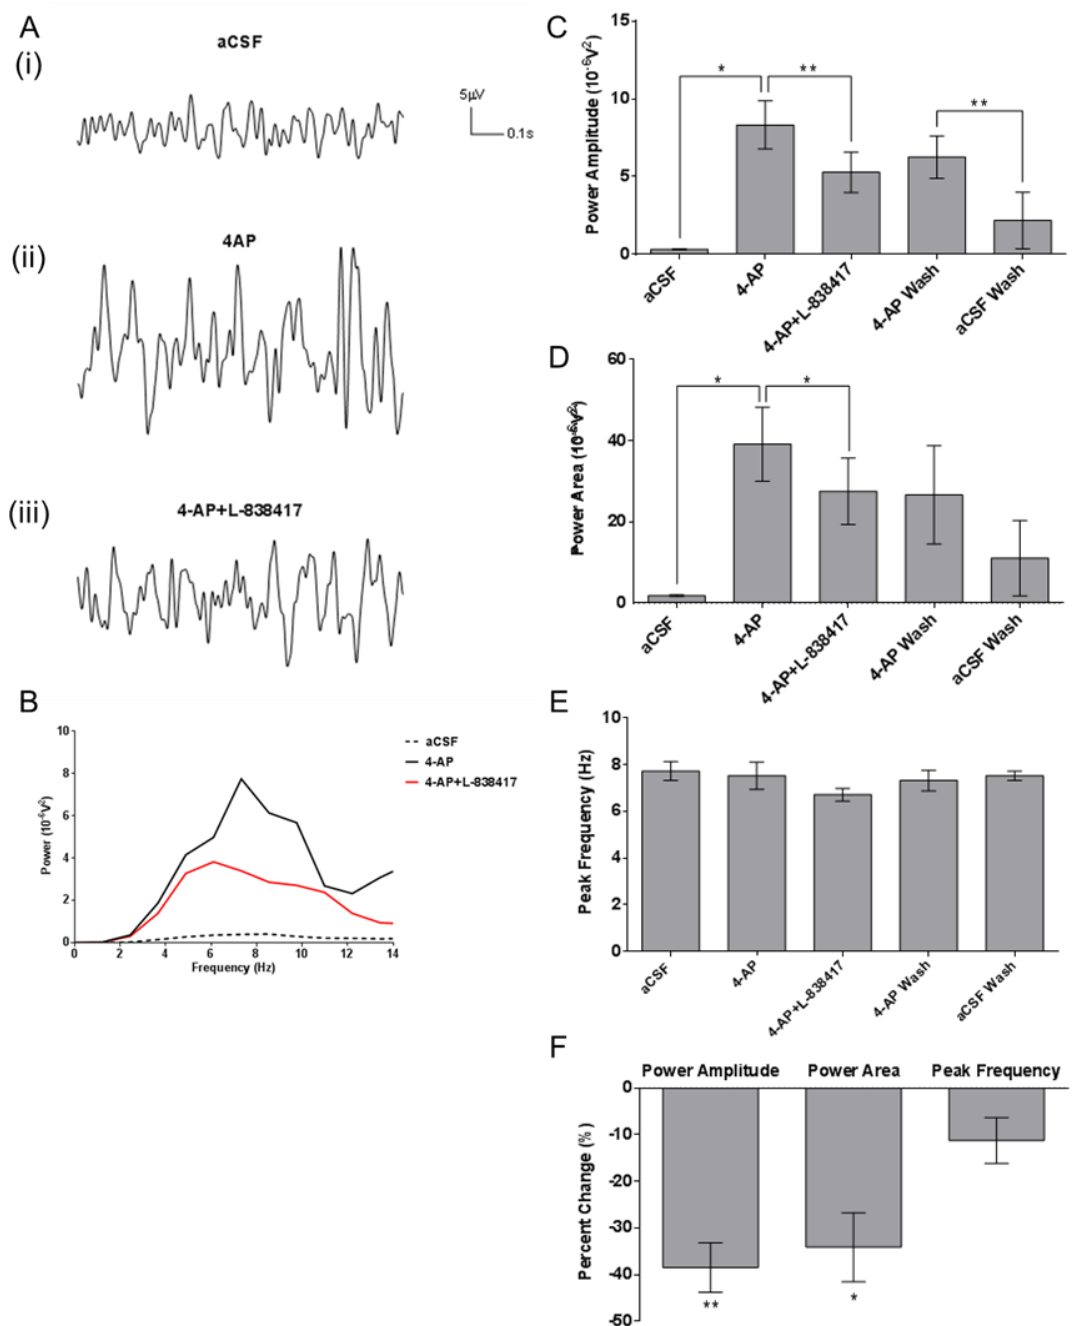 A
(i)
aCSF
5µV
0.1s
(ii)
4AP
(iii)
4-AP+L-838417
B
10
8
6
4
2
0
Power (10⁻⁶V²)
0 2 4 6 8 10 12 14
Frequency (Hz)
aCSF
4-AP
4-AP+L-838417
C
15
10
5
0
Power Amplitude (10⁻⁶V²)
* ** **
aCSF
4-AP
4-AP+L-838417
4-AP Wash
aCSF Wash
D
60
40
20
0
Power Area (10⁻⁶V²)
* *
aCSF
4-AP
4-AP+L-838417
4-AP Wash
aCSF Wash
E
10
8
6
4
2
0
Peak Frequency (Hz)
aCSF
4-AP
4-AP+L-838417
4-AP Wash
aCSF Wash
F
Power Amplitude Power Area Peak Frequency
0
-10
-20
-30
-40
-50
Percent Change (%)
** *